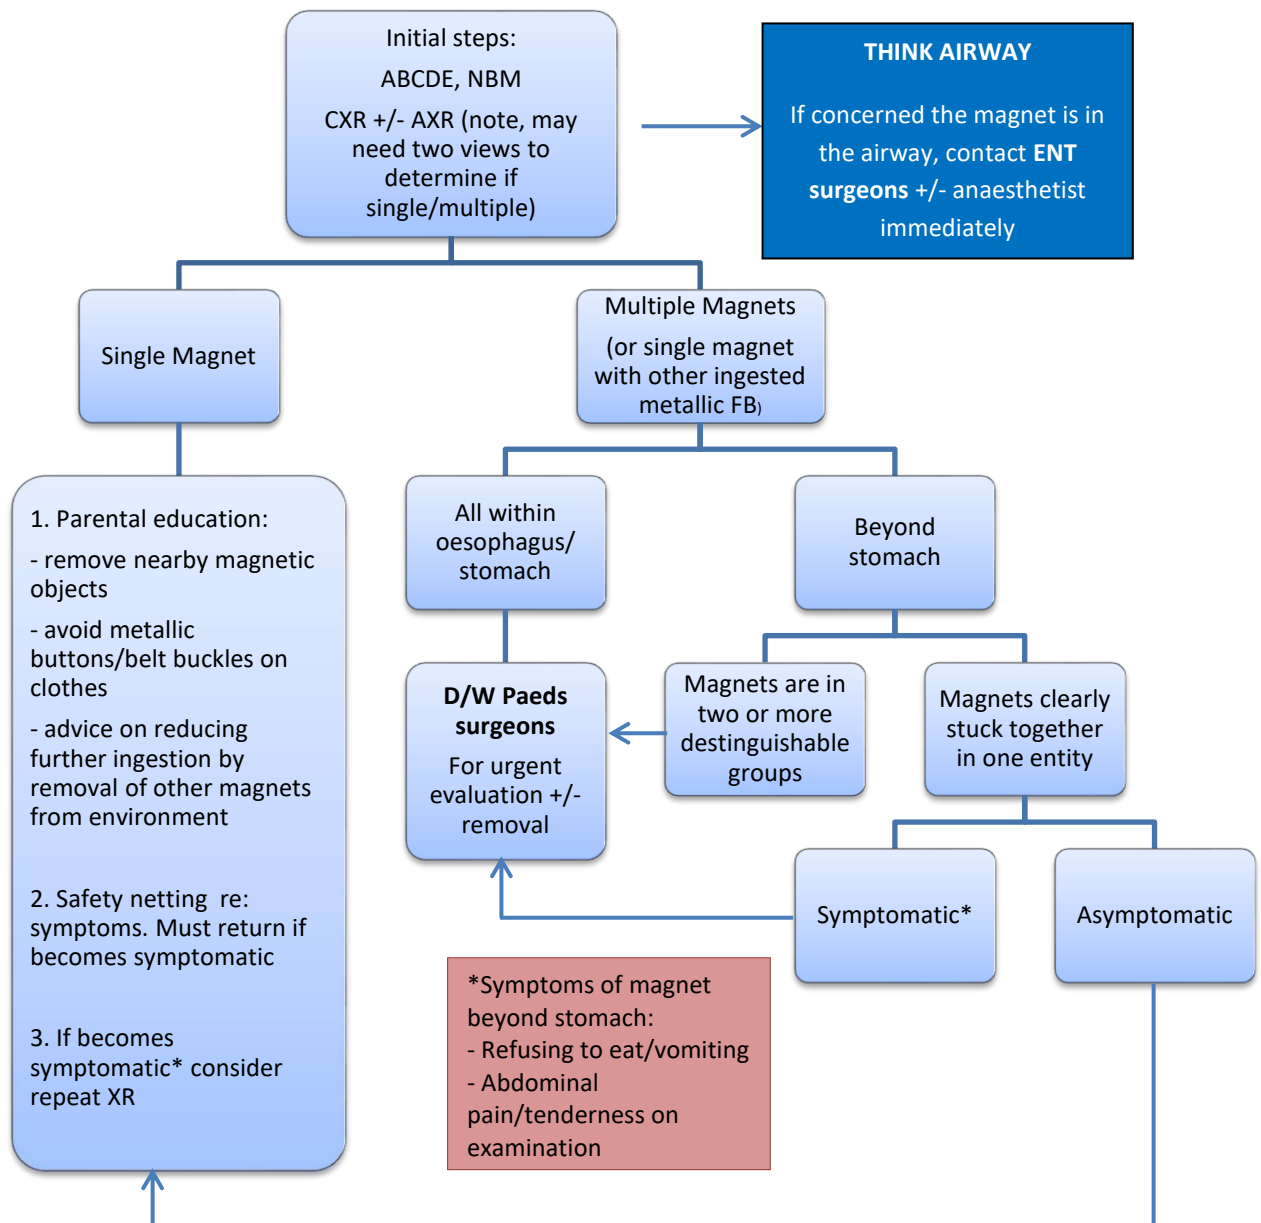 Initial steps:
ABCDE, NBM
CXR +/- AXR (note, may
need two views to
determine if
single/multiple)
THINK AIRWAY
If concerned the magnet is in
the airway, contact ENT
surgeons +/- anaesthetist
immediately
Single Magnet
Multiple Magnets
(or single magnet
with other ingested
metallic FB)
1. Parental education:
- remove nearby magnetic
objects
- avoid metallic
buttons/belt buckles on
clothes
- advice on reducing
further ingestion by
removal of other magnets
from environment
2. Safety netting re:
symptoms. Must return if
becomes symptomatic
3. If becomes
symptomatic* consider
repeat XR
All within
oesophagus/
stomach
Beyond
stomach
D/W Paeds
surgeons
For urgent
evaluation +/-
removal
Magnets are in
two or more
destinguishable
groups
Magnets clearly
stuck together
in one entity
Symptomatic*
Asymptomatic
*Symptoms of magnet
beyond stomach:
- Refusing to eat/vomiting
- Abdominal
pain/tenderness on
examination